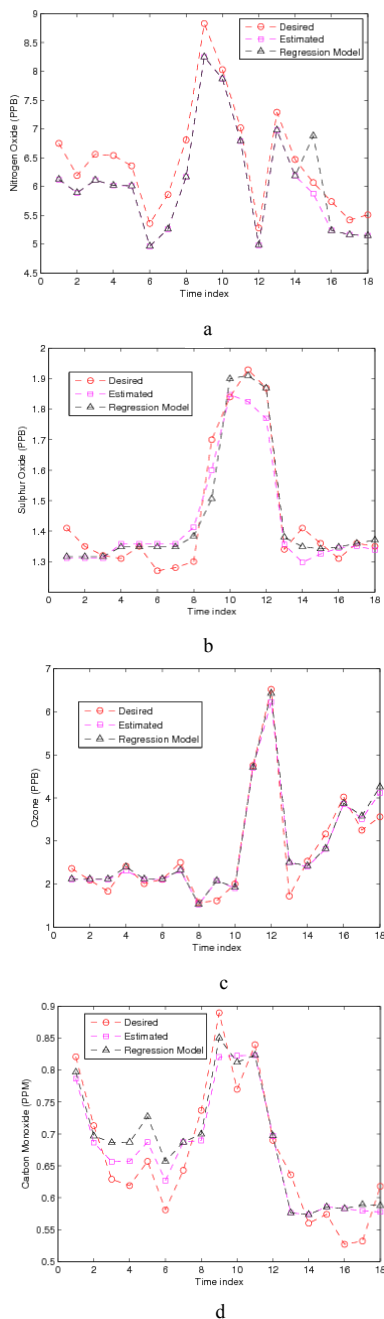 9
8.5
8
7.5
7
6.5
6
5.5
5
4.5
Nitrogen Oxide (PPB)
Desired
Estimated
Regression Model
0 2 4 6 8 10 12 14 16 18
Time index
a
2
1.9
1.8
1.7
1.6
1.5
1.4
1.3
Sulphur Oxide (PPB)
Desired
Estimated
Regression Model
0 2 4 6 8 10 12 14 16 18
Time index
b
7
6
5
4
3
2
1
Ozone (PPB)
Desired
Estimated
Regression Model
0 2 4 6 8 10 12 14 16 18
Time index
c
0.9
0.85
0.8
0.75
0.7
0.65
0.6
0.55
0.5
Carbon Monoxide (PPM)
Desired
Estimated
Regression Model
0 2 4 6 8 10 12 14 16 18
Time index
d